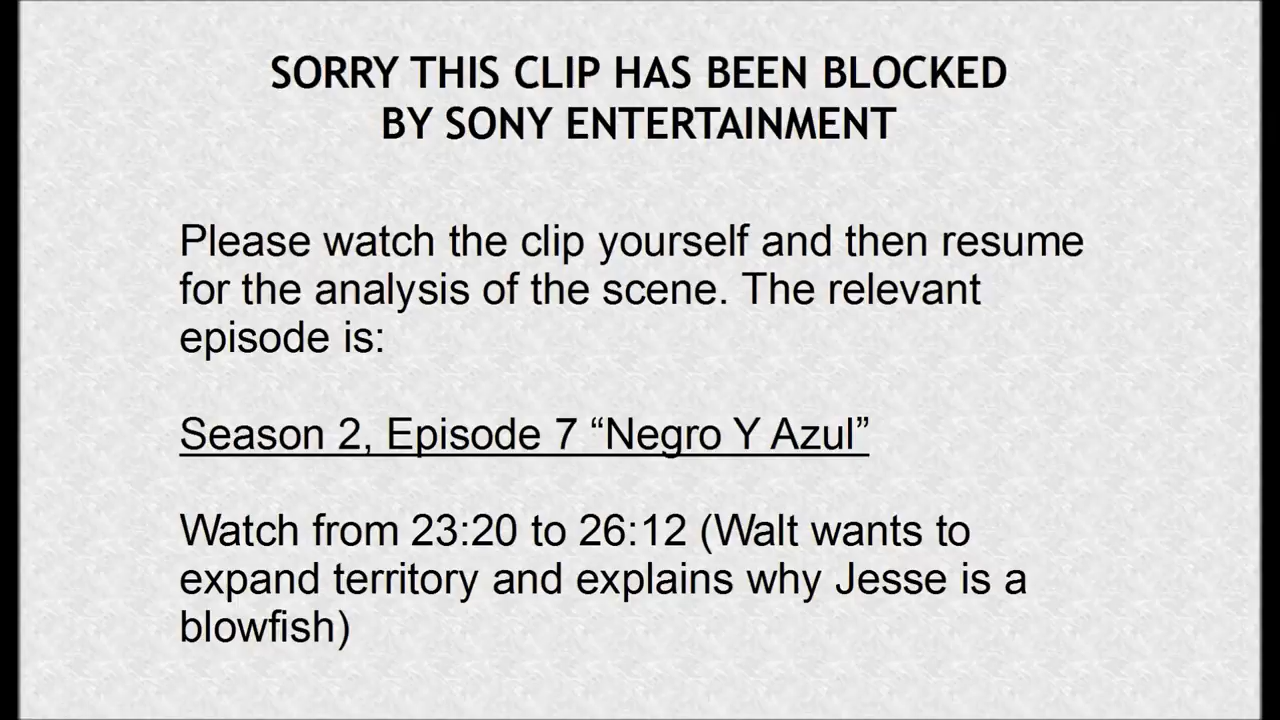 SORRY THIS CLIP HAS BEEN BLOCKED
BY SONY ENTERTAINMENT
Please watch the clip yourself and then resume
for the analysis of the scene. The relevant
episode is:
Season 2, Episode 7 “Negro Y Azul”
Watch from 23:20 to 26:12 (Walt wants to
expand territory and explains why Jesse is a
blowfish)